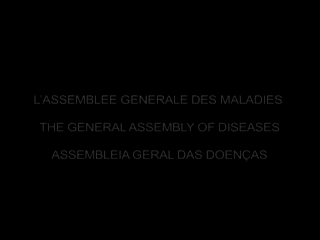 L'ASSEMBLEE GENERALE DES MALADIES
THE GENERAL ASSEMBLY OF DISEASES
ASSEMBLEIA GERAL DAS DOENÇAS